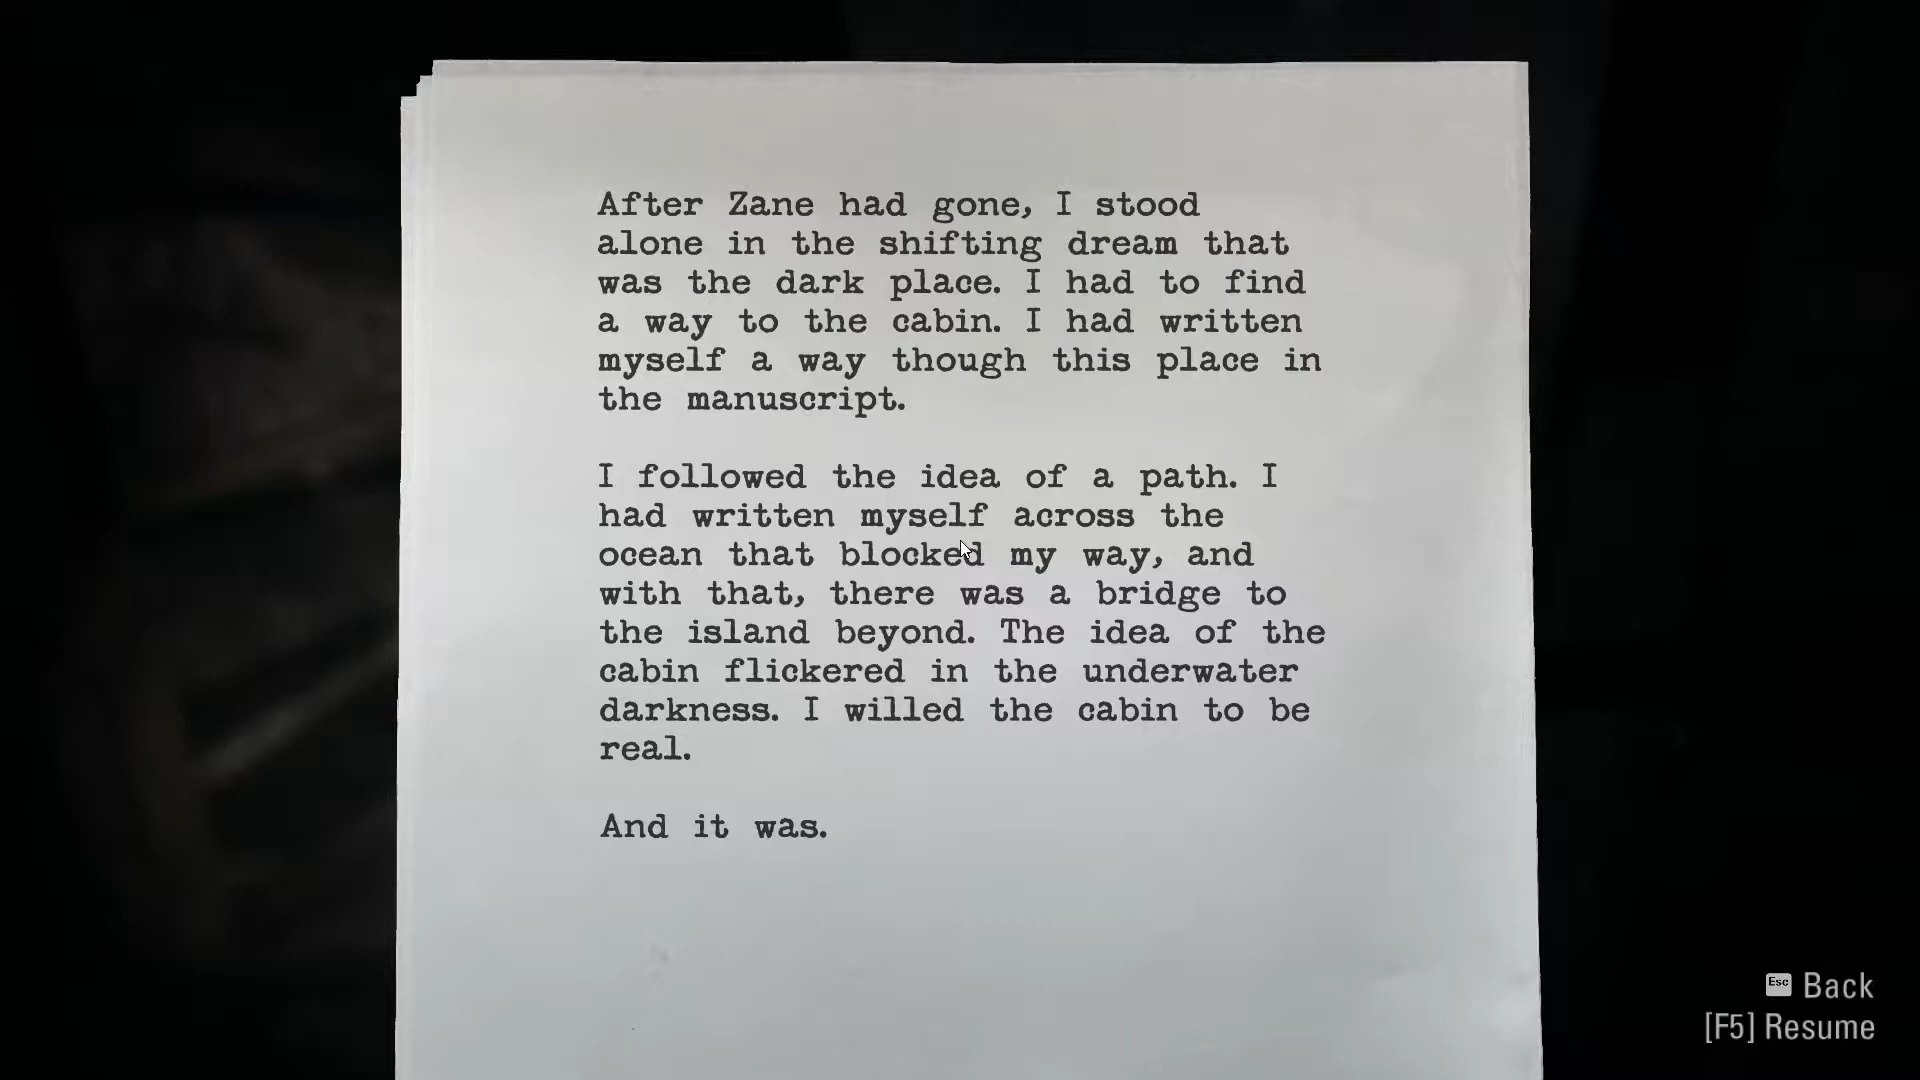 After Zane had gone, I stood
alone in the shifting dream that
was the dark place. I had to find
a way to the cabin. I had written
myself a way though this place in
the manuscript.
I followed the idea of a path. I
had written myself across the
ocean that blocked my way, and
with that, there was a bridge to
the island beyond. The idea of the
cabin flickered in the underwater
darkness. I willed the cabin to be
real.
And it was.
Esc Back
[F5] Resume